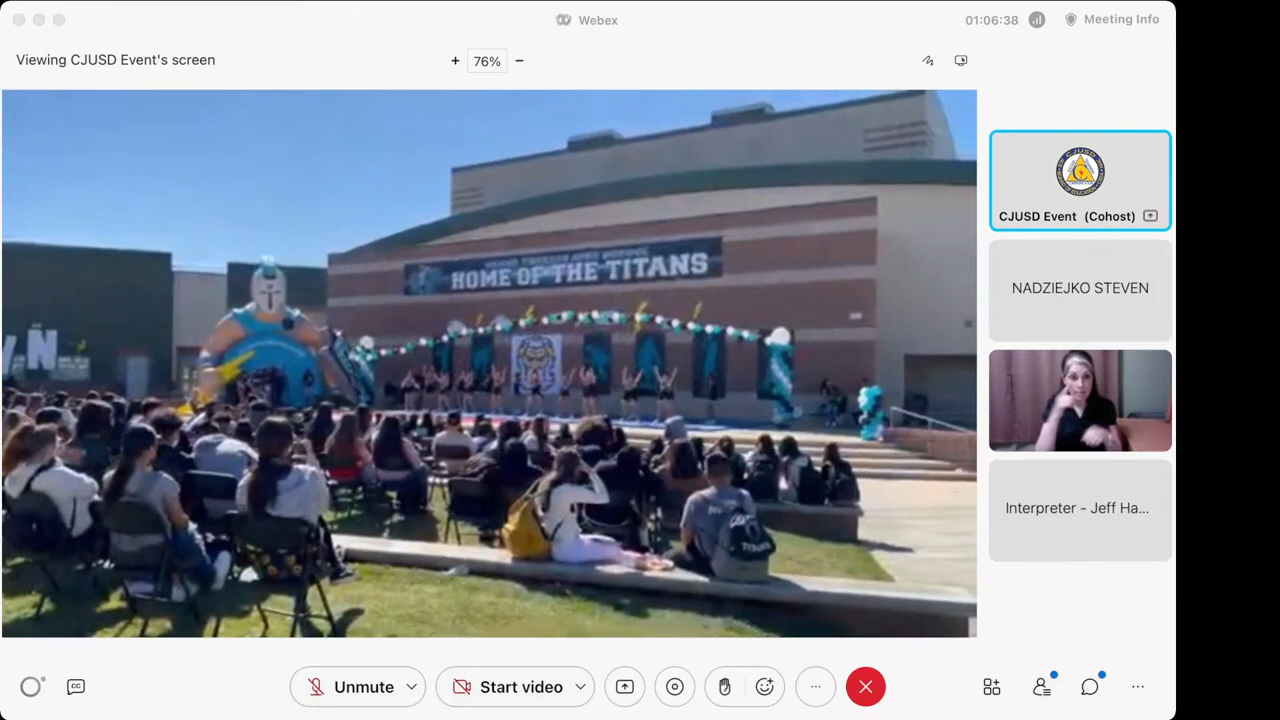 Webex
01:06:38
Meeting Info
Viewing CJUSD Event's screen
+ 76% −
HOME OF THE TITANS
CJUSD Event (Cohost)
NADZIEJKO STEVEN
Interpreter - Jeff Ha...
CC
Unmute
Start video